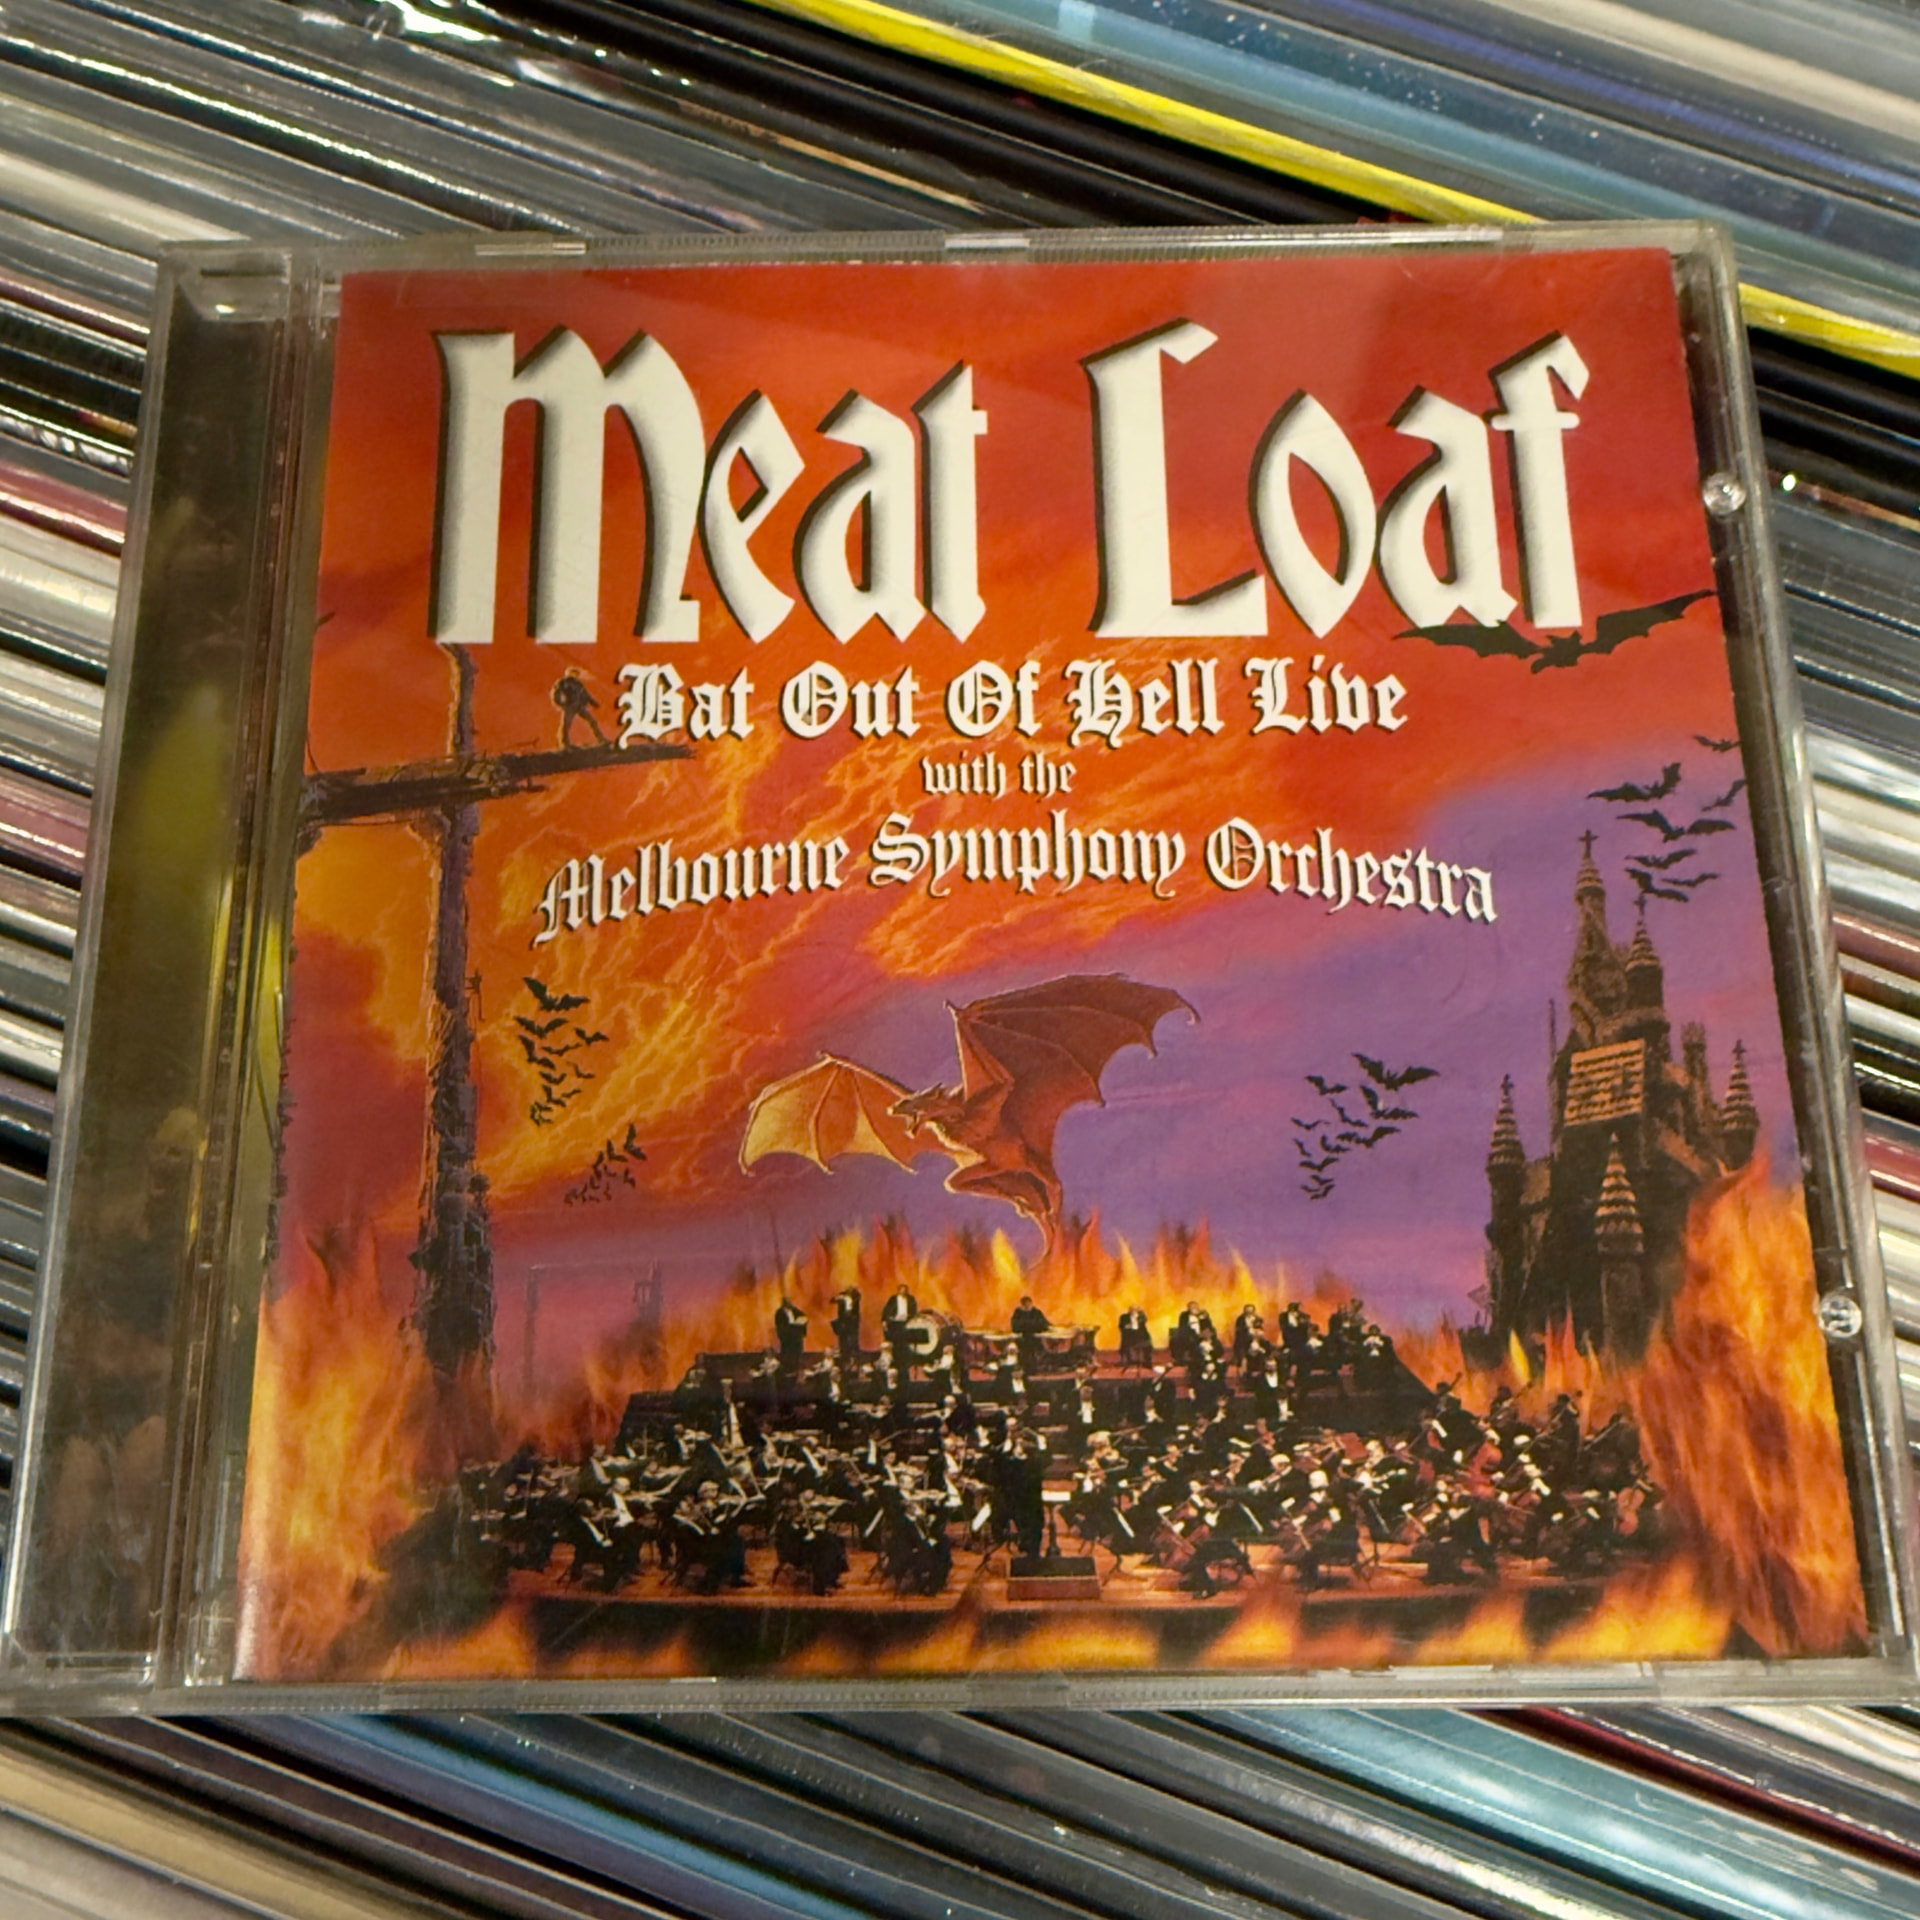 Meat Loaf
Bat Out Of Hell Live
with the
Melbourne Symphony Orchestra